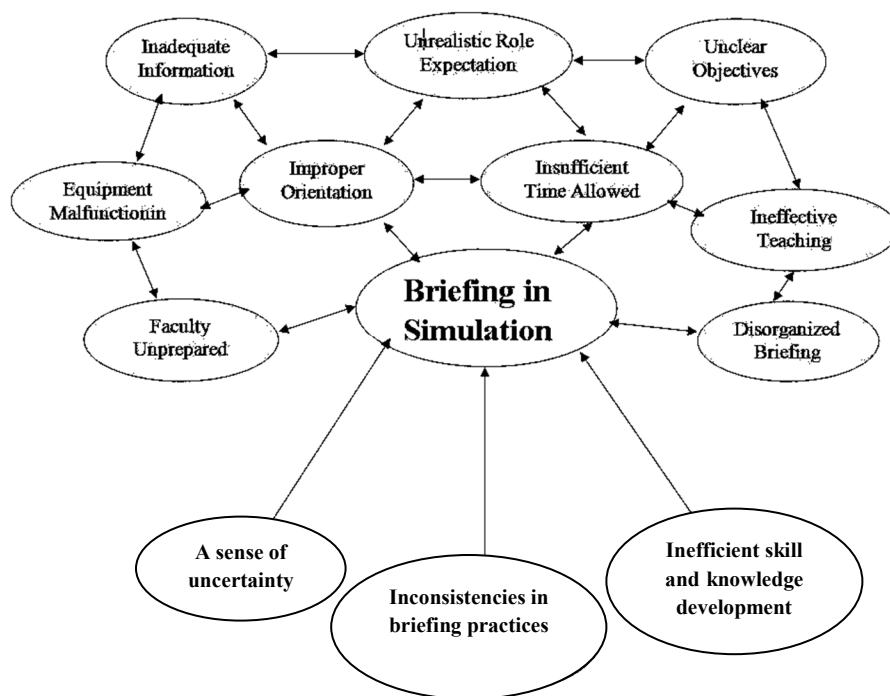 Inadequate
Information
Unrealistic Role
Expectation
Unclear
Objectives
Equipment
Malfunctionin
Improper
Orientation
Insufficient
Time Allowed
Ineffective
Teaching
Faculty
Unprepared
Briefing in
Simulation
Disorganized
Briefing
A sense of
uncertainty
Inconsistencies in
briefing practices
Inefficient skill
and knowledge
development